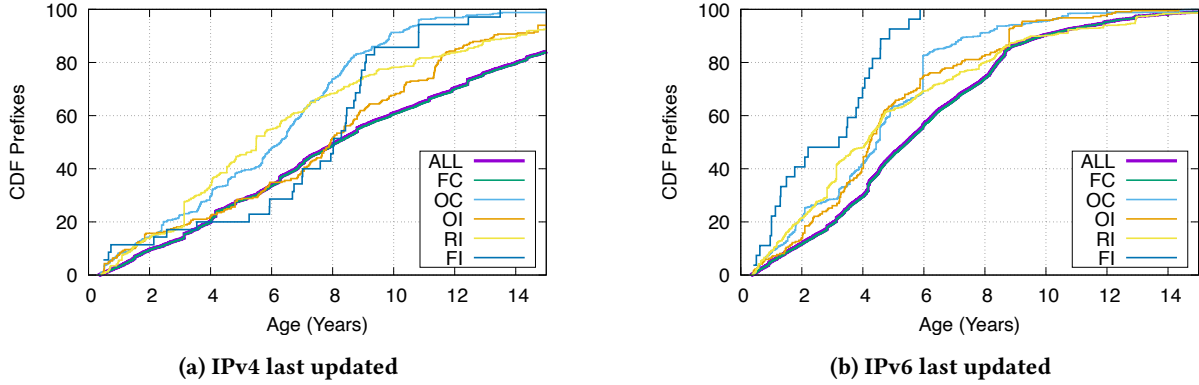 100
80
60
40
20
0
CDF Prefixes
ALL
FC
OC
OI
RI
FI
0 2 4 6 8 10 12 14
Age (Years)
(a) IPv4 last updated
100
80
60
40
20
0
CDF Prefixes
ALL
FC
OC
OI
RI
FI
0 2 4 6 8 10 12 14
Age (Years)
(b) IPv6 last updated